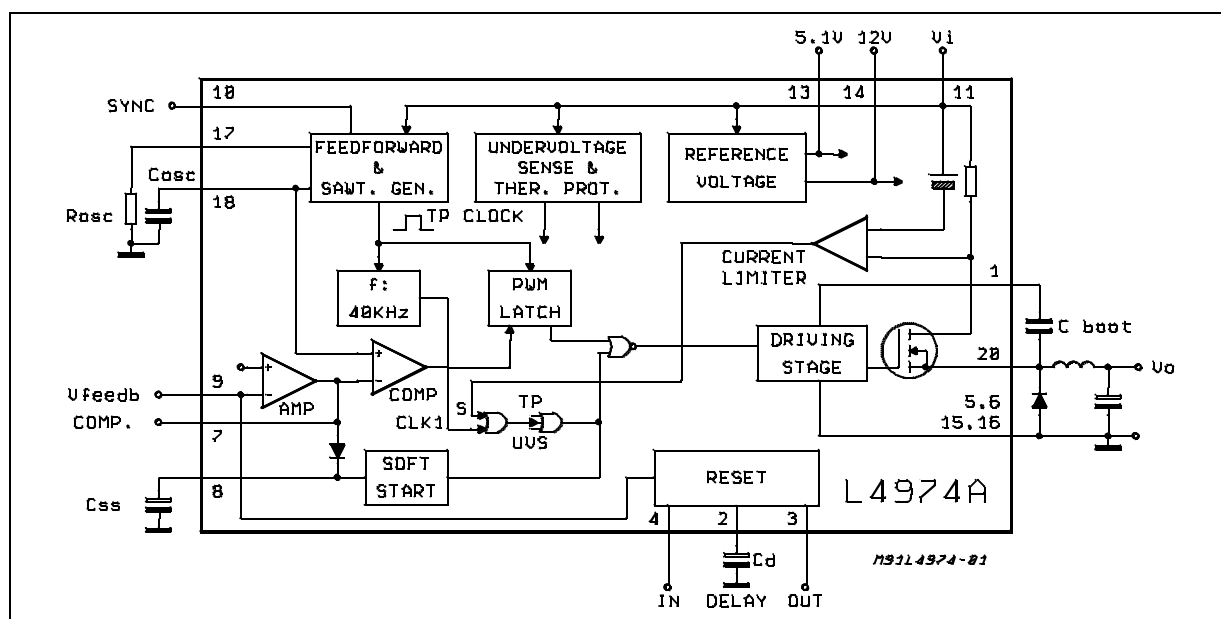 5.1V 12V Vi
10 13 14 11
SYNC
17
FEEDFORWARD
&
SAWT. GEN.
UNDERVOLTAGE
SENSE &
THER. PROT.
REFERENCE
VOLTAGE
Cosc
18
Rosc
TP CLOCK
CURRENT
LIMITER
1
f:
40KHz
PWM
LATCH
C boot
DRIVING
STAGE
20
+
-
COMP
+
-
AMP
9
Vo
Vfeedb
S
TP
5.6
COMP.
CLK1
15.16
7
UVS
SOFT
START
RESET
8
L4974A
Css
4 2 3
Cd
M91L4974-01
IN DELAY OUT